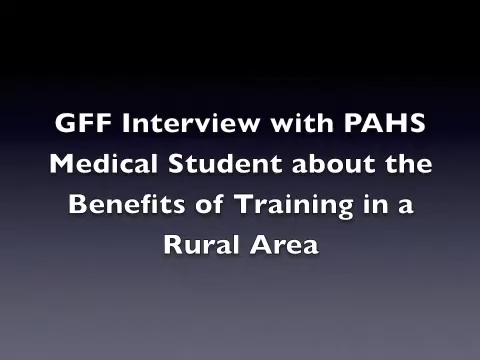 GFF Interview with PAHS
Medical Student about the
Benefits of Training in a
Rural Area